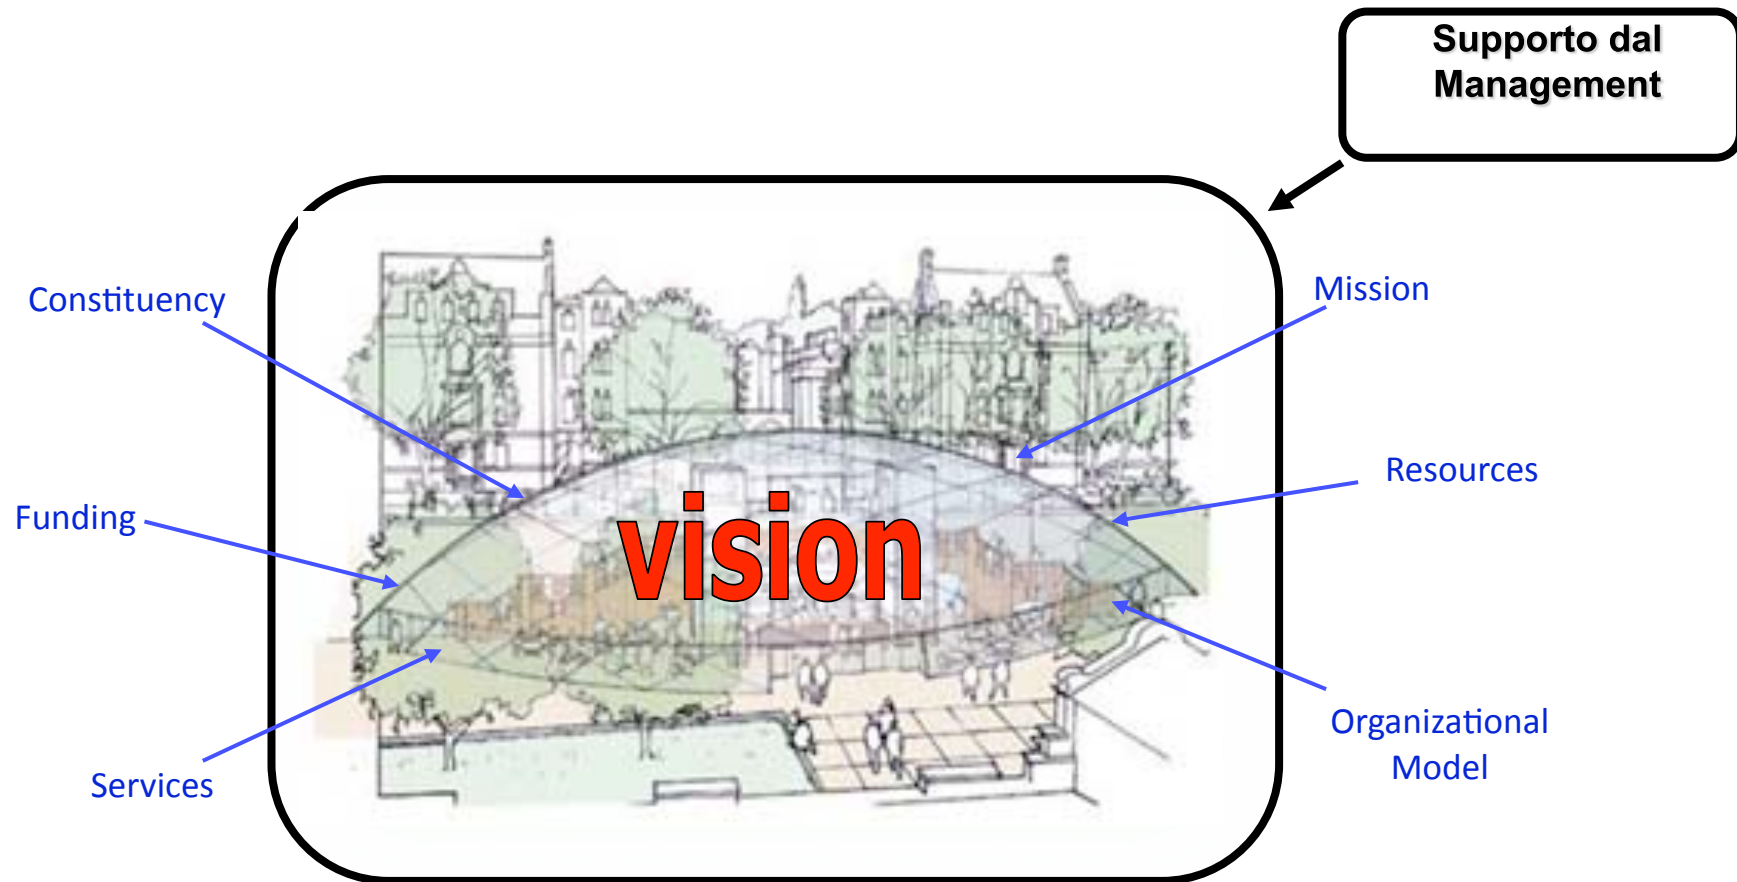 Supporto dal
Management
Constituency
Mission
Resources
Funding
vision
Organizational
Model
Services